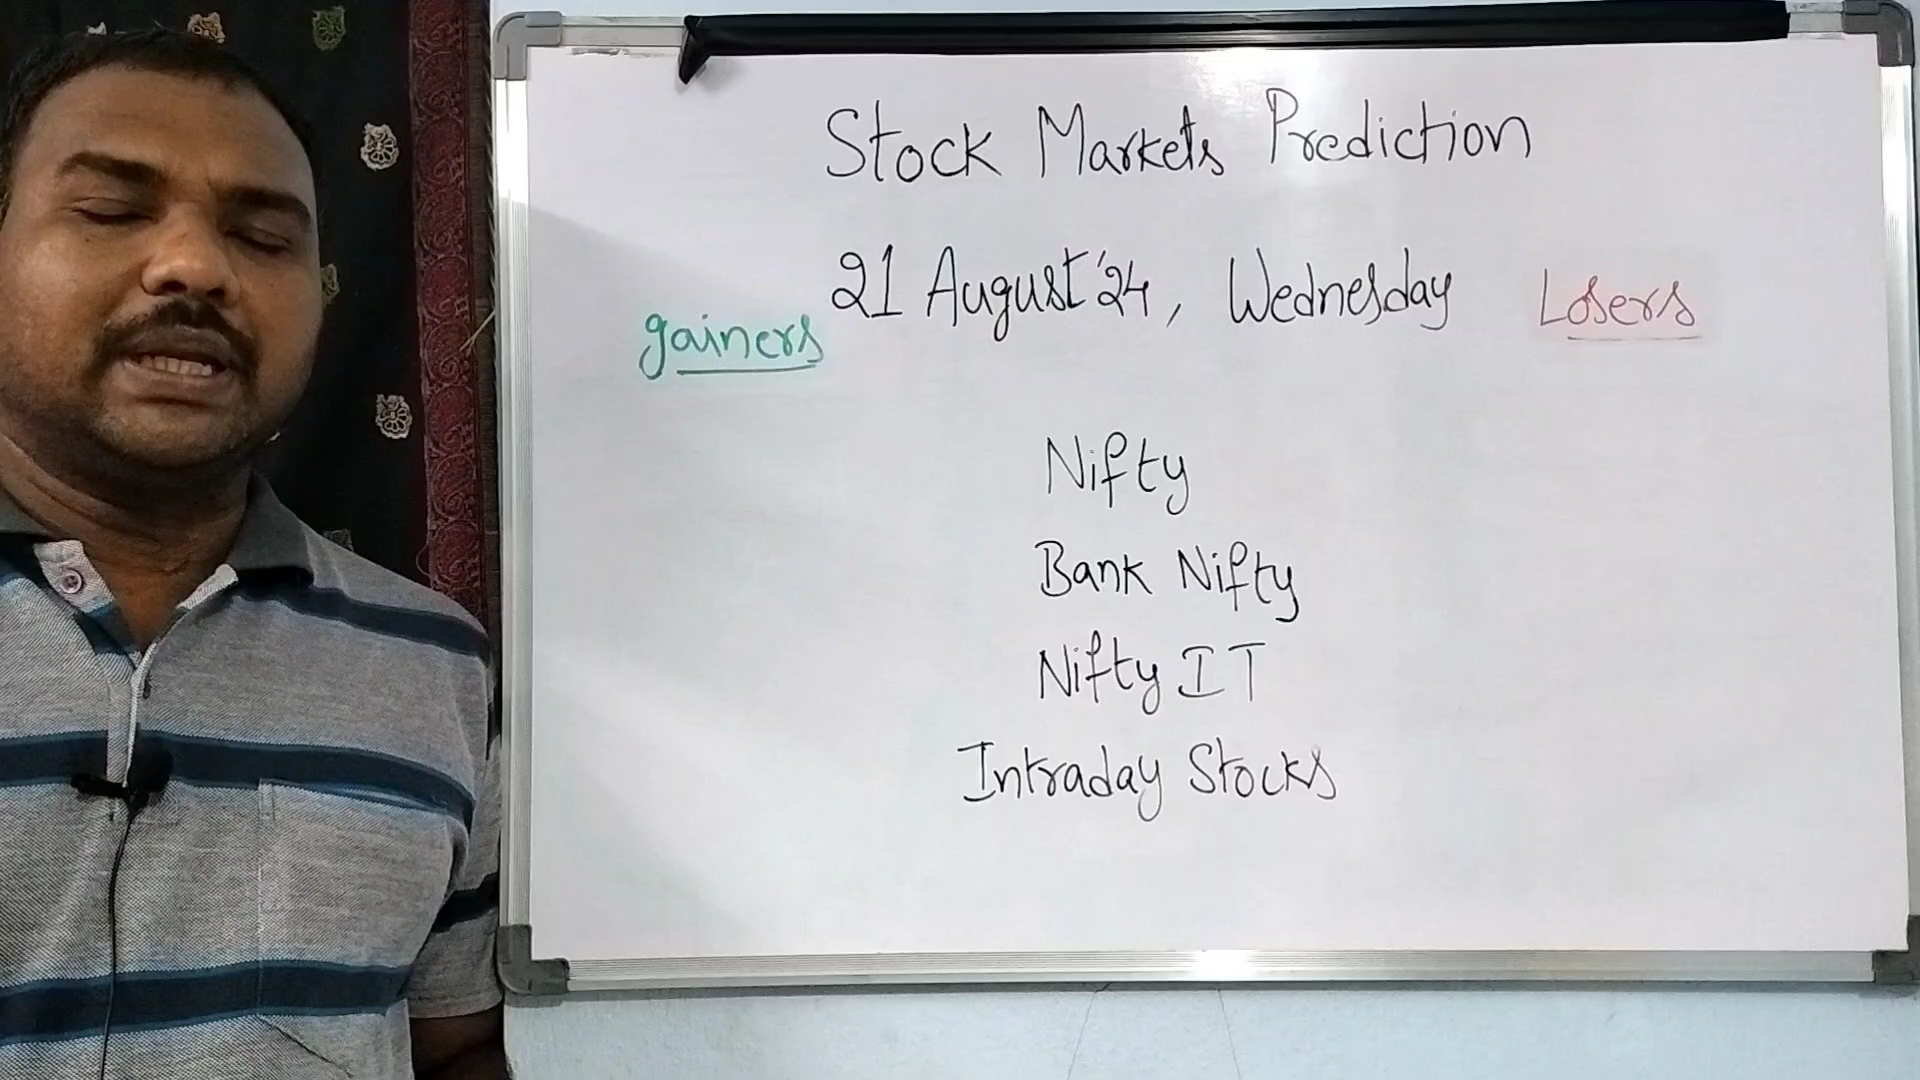 Stock Markets Prediction
21 August '24, Wednesday
gainers
Losers
Nifty
Bank Nifty
Nifty IT
Intraday Stocks